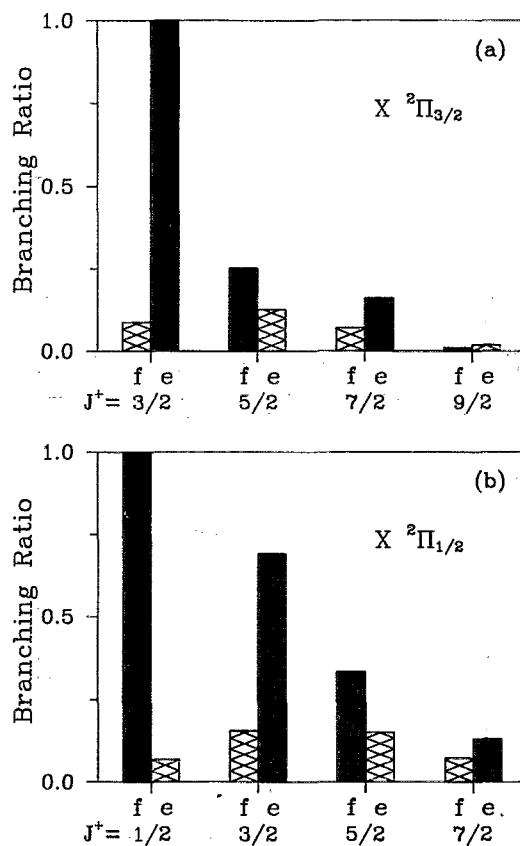 1.0
(a)
X ²Π₃/₂
Branching Ratio
0.5
0.0
f e f e f e f e
J⁺= 3/2 5/2 7/2 9/2
1.0
(b)
X ²Π₁/₂
Branching Ratio
0.5
0.0
f e f e f e f e
J⁺= 1/2 3/2 5/2 7/2